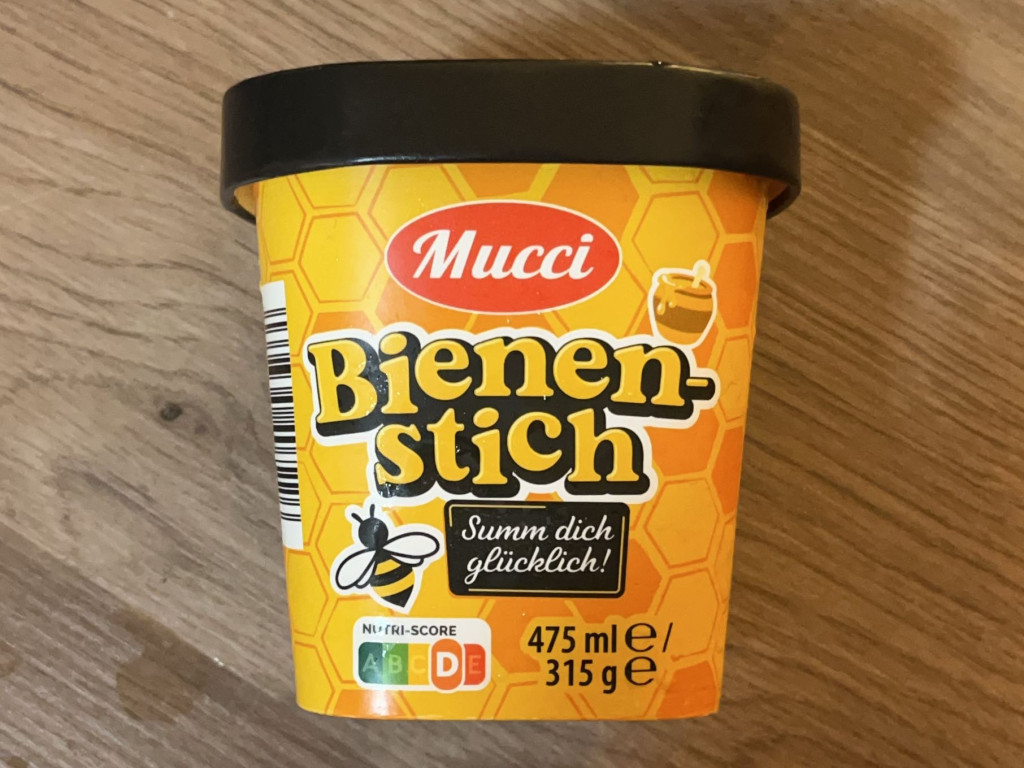 Mucci
Bienen-
stich
Summ dich
glücklich!
NUTRI-SCORE
A B C D E
475 ml e /
315 g e